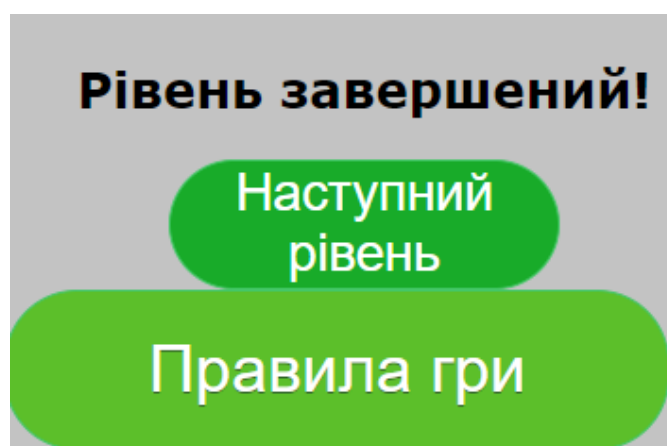 Рівень завершений!
Наступний
рівень
Правила гри